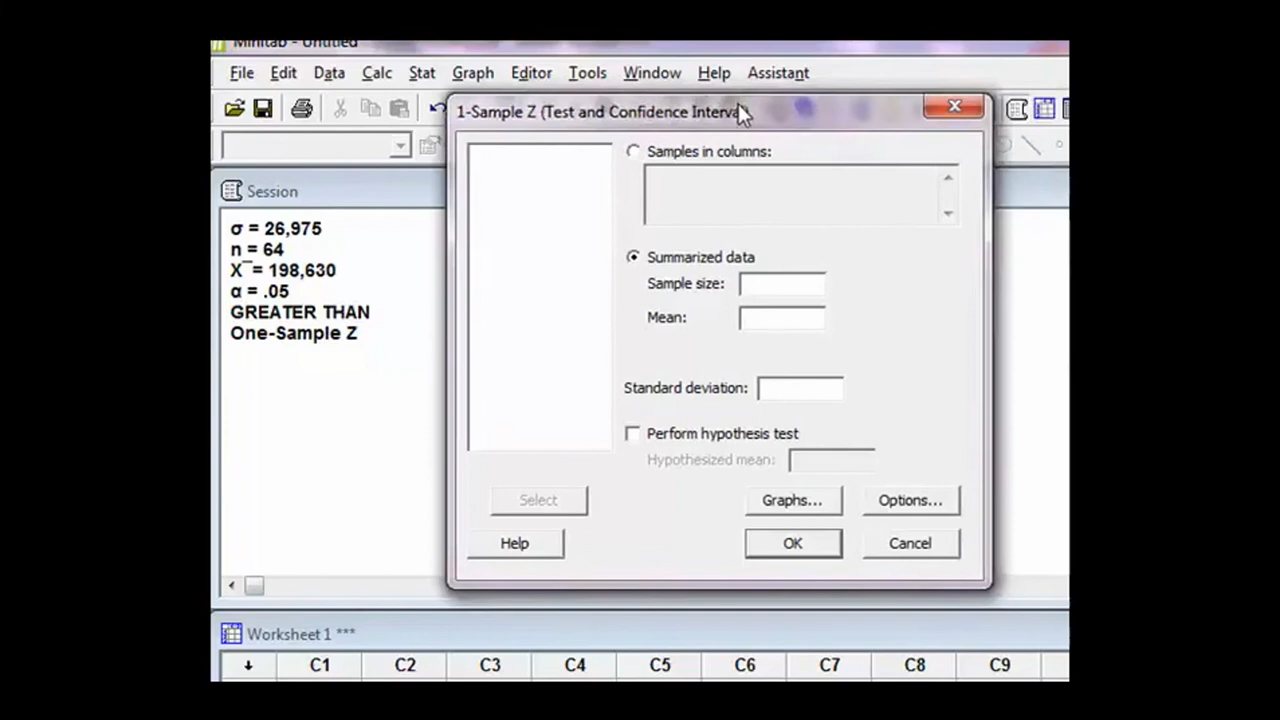 Minitab - Untitled
File Edit Data Calc Stat Graph Editor Tools Window Help Assistant
1-Sample Z (Test and Confidence Interval)
Samples in columns:
Session
σ = 26,975
n = 64
X¯= 198,630
α = .05
GREATER THAN
One-Sample Z
Summarized data
Sample size:
Mean:
Standard deviation:
Perform hypothesis test
Hypothesized mean:
Select Graphs... Options...
Help OK Cancel
Worksheet 1 ***
C1 C2 C3 C4 C5 C6 C7 C8 C9